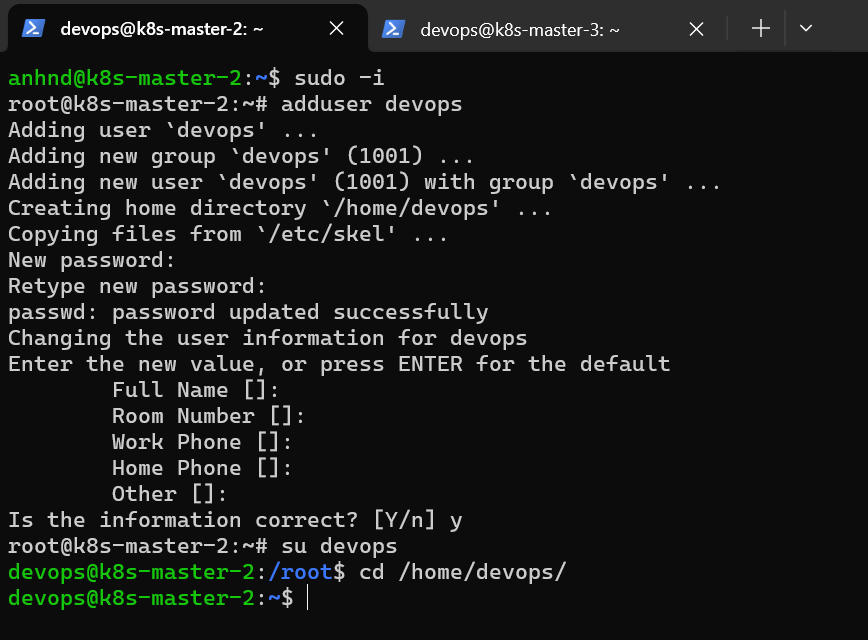 devops@k8s-master-2: ~
devops@k8s-master-3: ~
anhnd@k8s-master-2:~$ sudo -i
root@k8s-master-2:~# adduser devops
Adding user `devops' ...
Adding new group `devops' (1001) ...
Adding new user `devops' (1001) with group `devops' ...
Creating home directory `/home/devops' ...
Copying files from `/etc/skel' ...
New password:
Retype new password:
passwd: password updated successfully
Changing the user information for devops
Enter the new value, or press ENTER for the default
        Full Name []:
        Room Number []:
        Work Phone []:
        Home Phone []:
        Other []:
Is the information correct? [Y/n] y
root@k8s-master-2:~# su devops
devops@k8s-master-2:/root$ cd /home/devops/
devops@k8s-master-2:~$